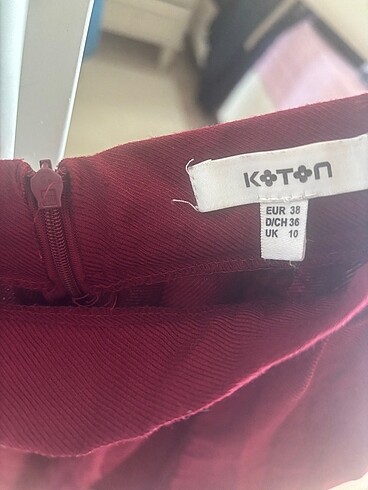 KOTON
EUR 38
D/CH 36
UK 10